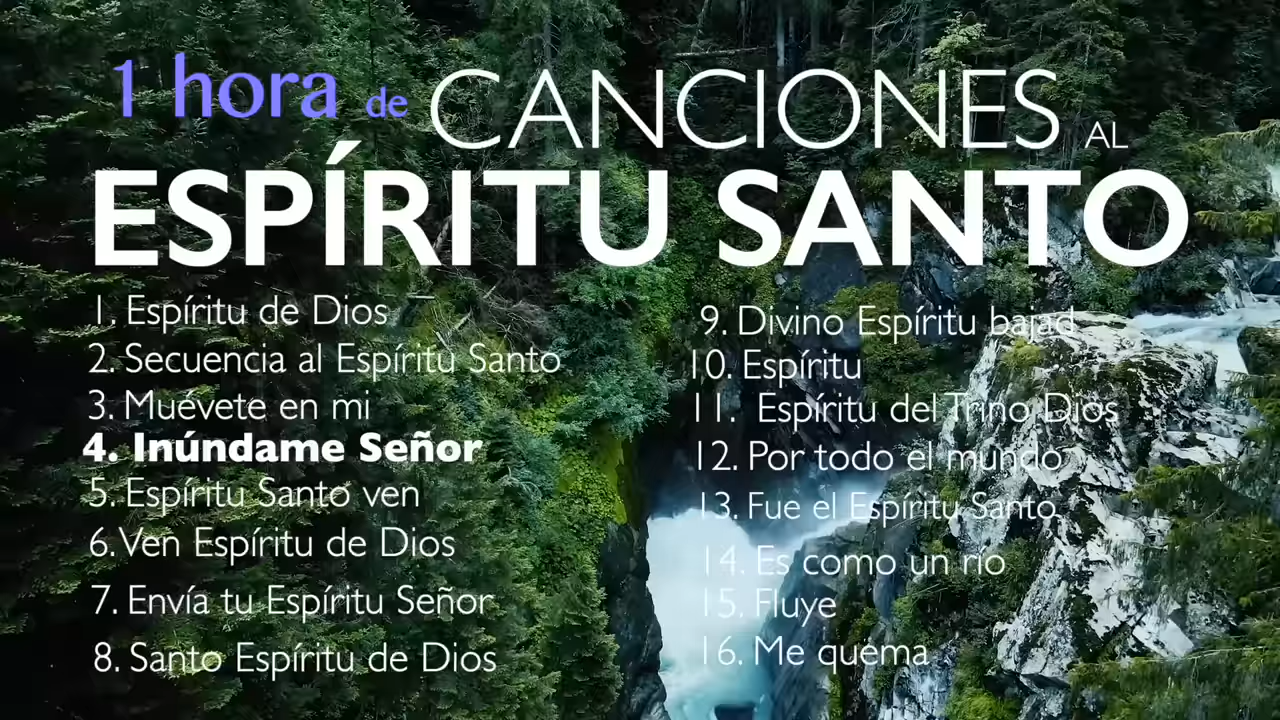 1 hora de CANCIONES AL
ESPÍRITU SANTO
1. Espíritu de Dios
2. Secuencia al Espíritu Santo
3. Muévete en mi
4. Inúndame Señor
5. Espíritu Santo ven
6. Ven Espíritu de Dios
7. Envía tu Espíritu Señor
8. Santo Espíritu de Dios
9. Divino Espíritu bajad
10. Espíritu
11. Espíritu del Trino Dios
12. Por todo el mundo
13. Fue el Espíritu Santo
14. Es como un rio
15. Fluye
16. Me quema